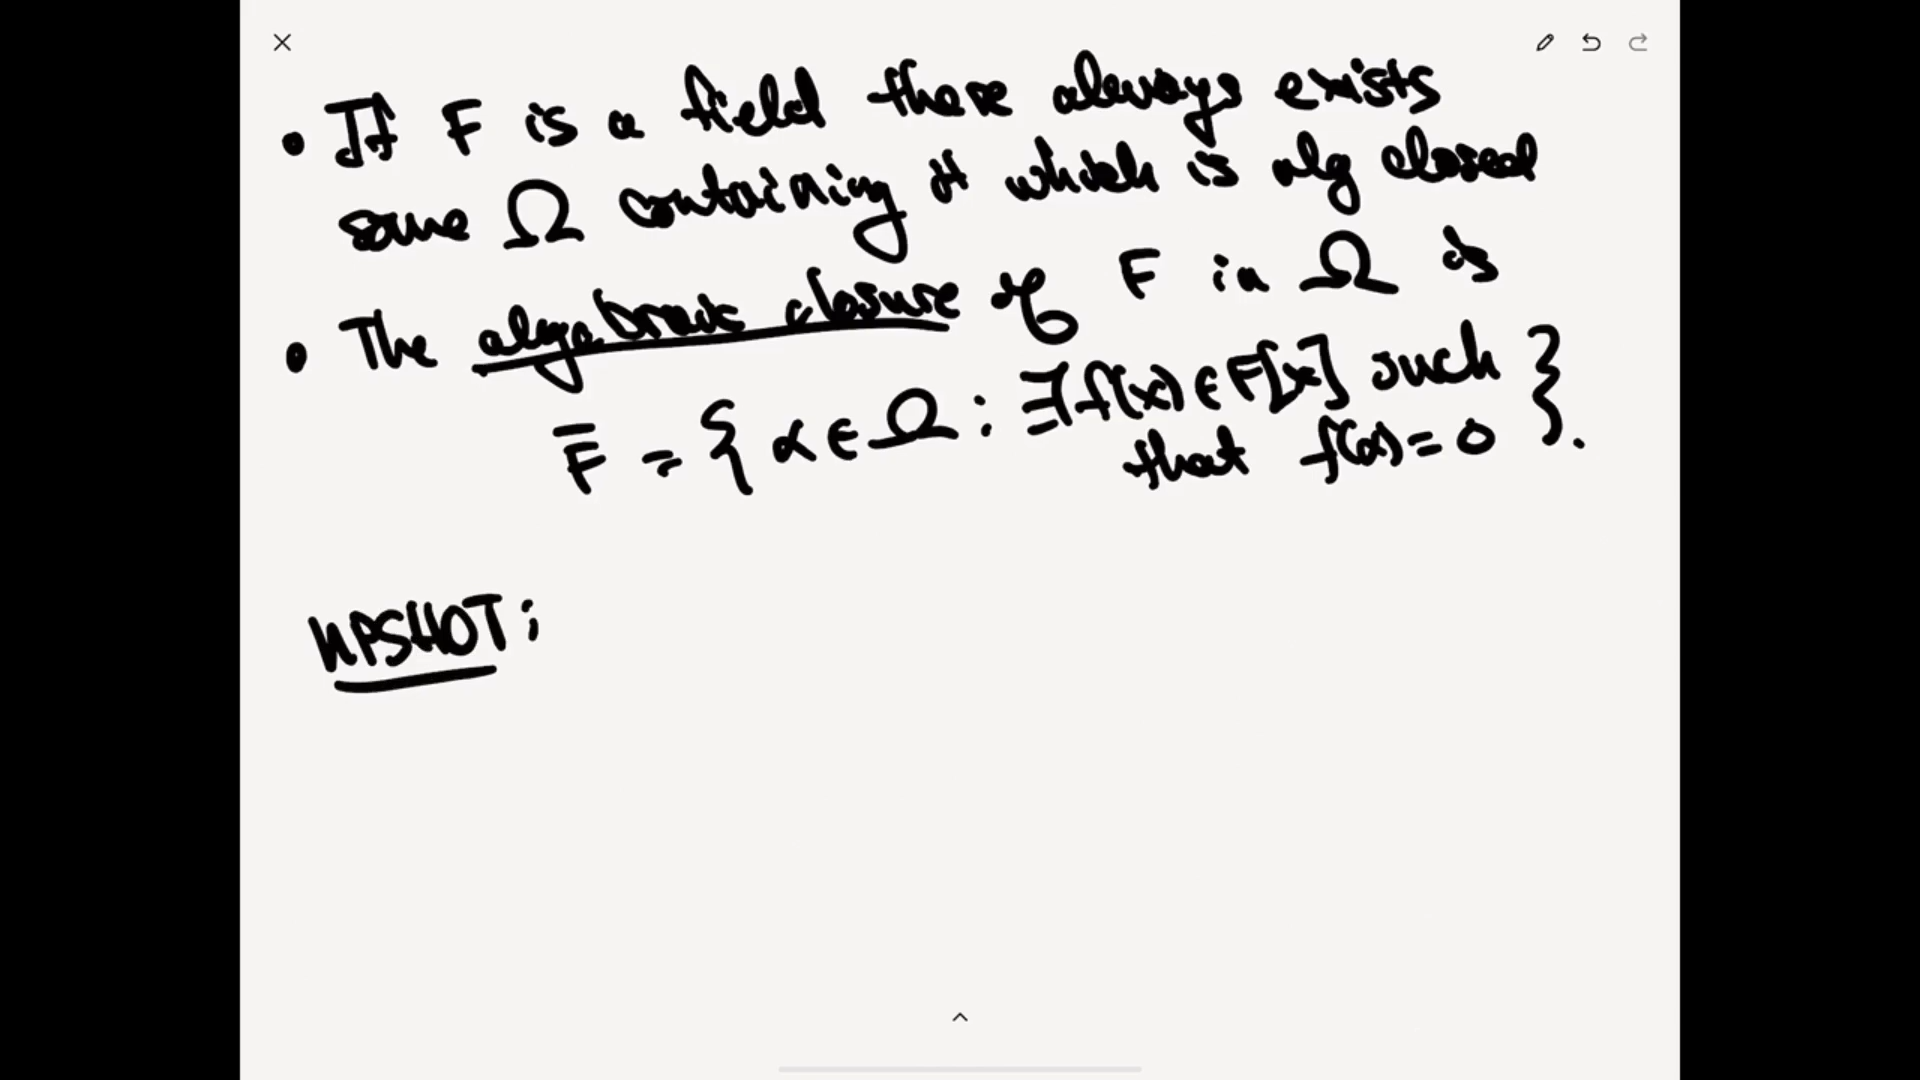 • If F is a field there always exists
some Ω containing it which is alg closed
• The algebraic closure of F in Ω is
F̄ = { α ∈ Ω : ∃ f(x) ∈ F[x] such
that f(α) = 0 }.
UPSHOT: